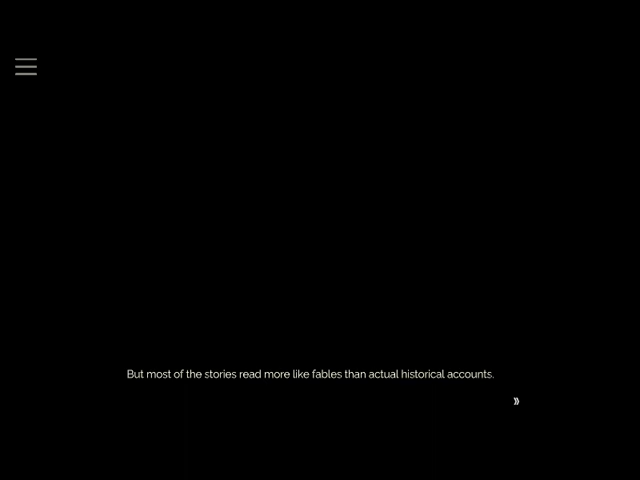 But most of the stories read more like fables than actual historical accounts.